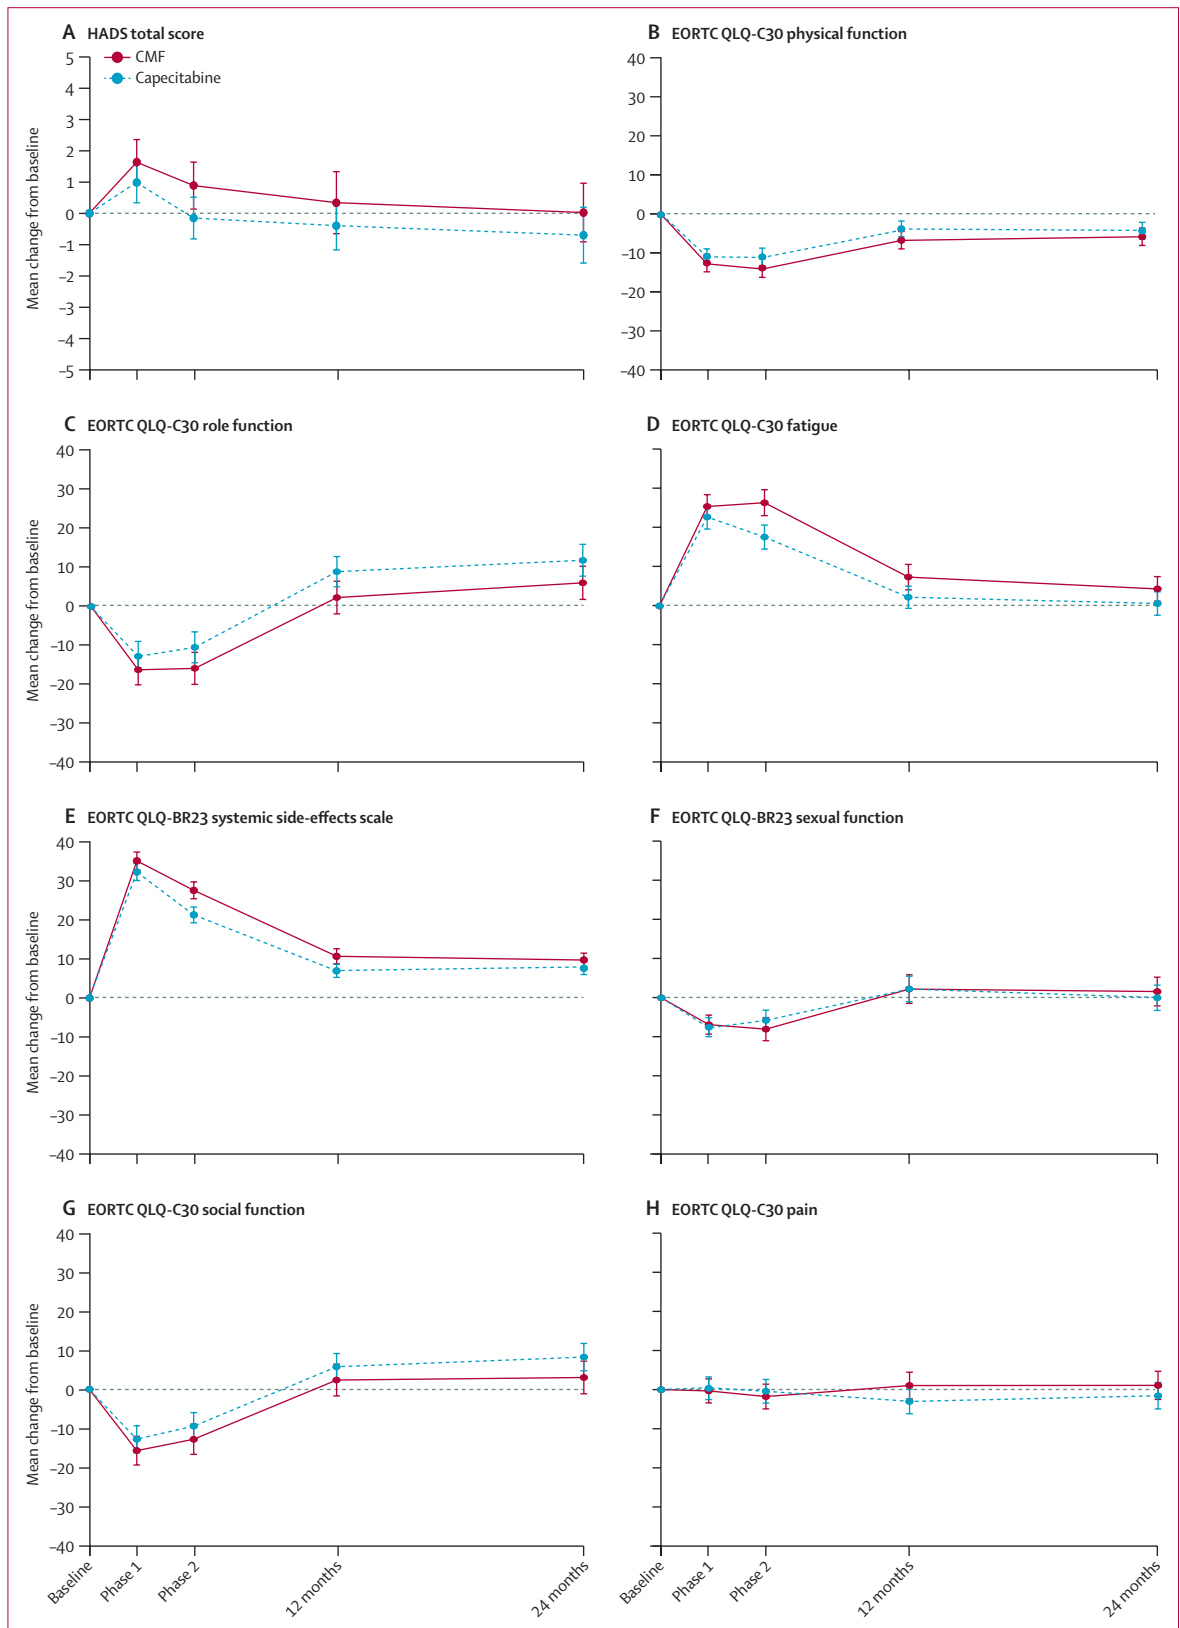 A HADS total score
CMF
Capecitabine
Mean change from baseline
5
4
3
2
1
0
–1
–2
–3
–4
–5
B EORTC QLQ-C30 physical function
40
30
20
10
0
–10
–20
–30
–40
C EORTC QLQ-C30 role function
Mean change from baseline
40
30
20
10
0
–10
–20
–30
–40
D EORTC QLQ-C30 fatigue
E EORTC QLQ-BR23 systemic side-effects scale
Mean change from baseline
40
30
20
10
0
–10
–20
–30
–40
F EORTC QLQ-BR23 sexual function
G EORTC QLQ-C30 social function
Mean change from baseline
40
30
20
10
0
–10
–20
–30
–40
Baseline
Phase 1
Phase 2
12 months
24 months
H EORTC QLQ-C30 pain
Baseline
Phase 1
Phase 2
12 months
24 months